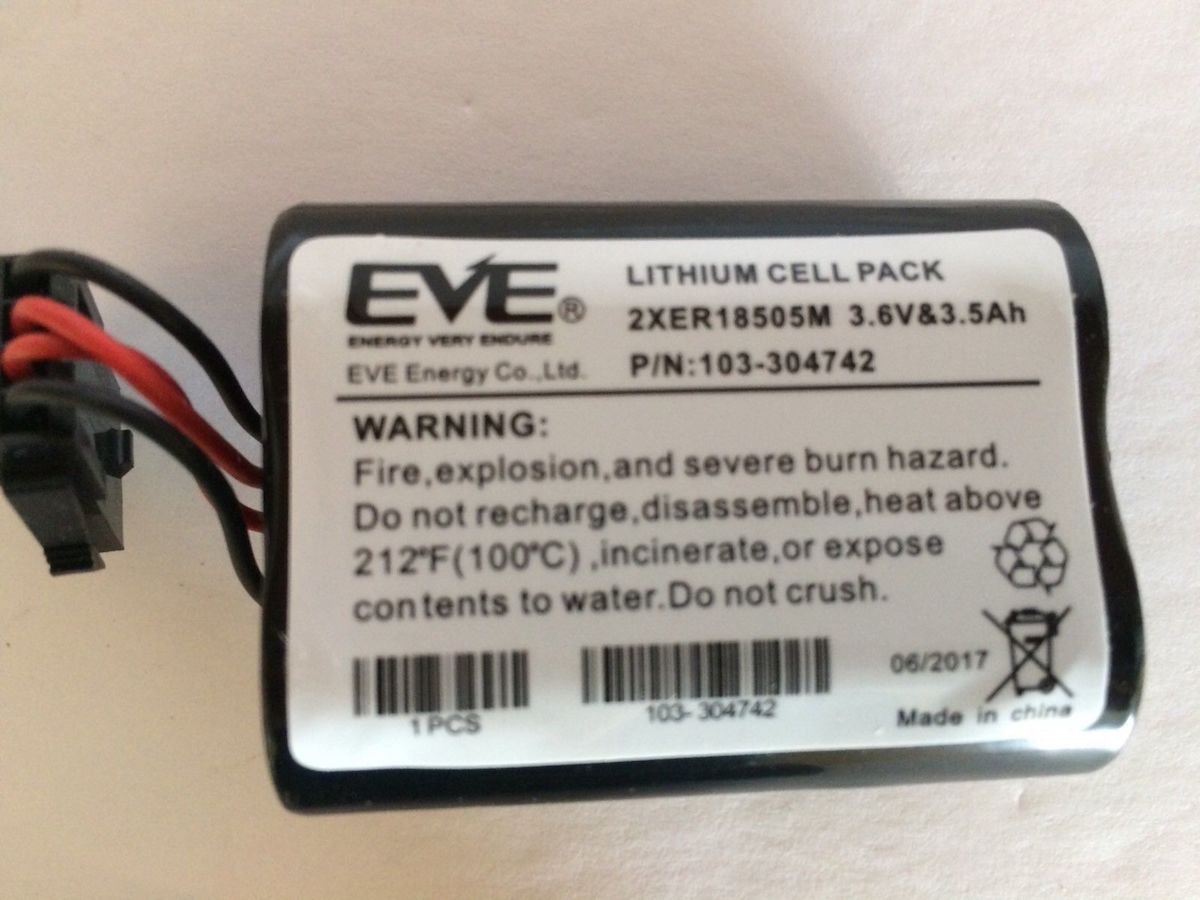 EVE®
ENERGY VERY ENDURE
EVE Energy Co.,Ltd.
LITHIUM CELL PACK
2XER18505M 3.6V&3.5Ah
P/N:103-304742
WARNING:
Fire,explosion,and severe burn hazard.
Do not recharge,disassemble,heat above
212°F(100°C) ,incinerate,or expose
contents to water.Do not crush.
1 PCS
103-304742
06/2017
Made in china